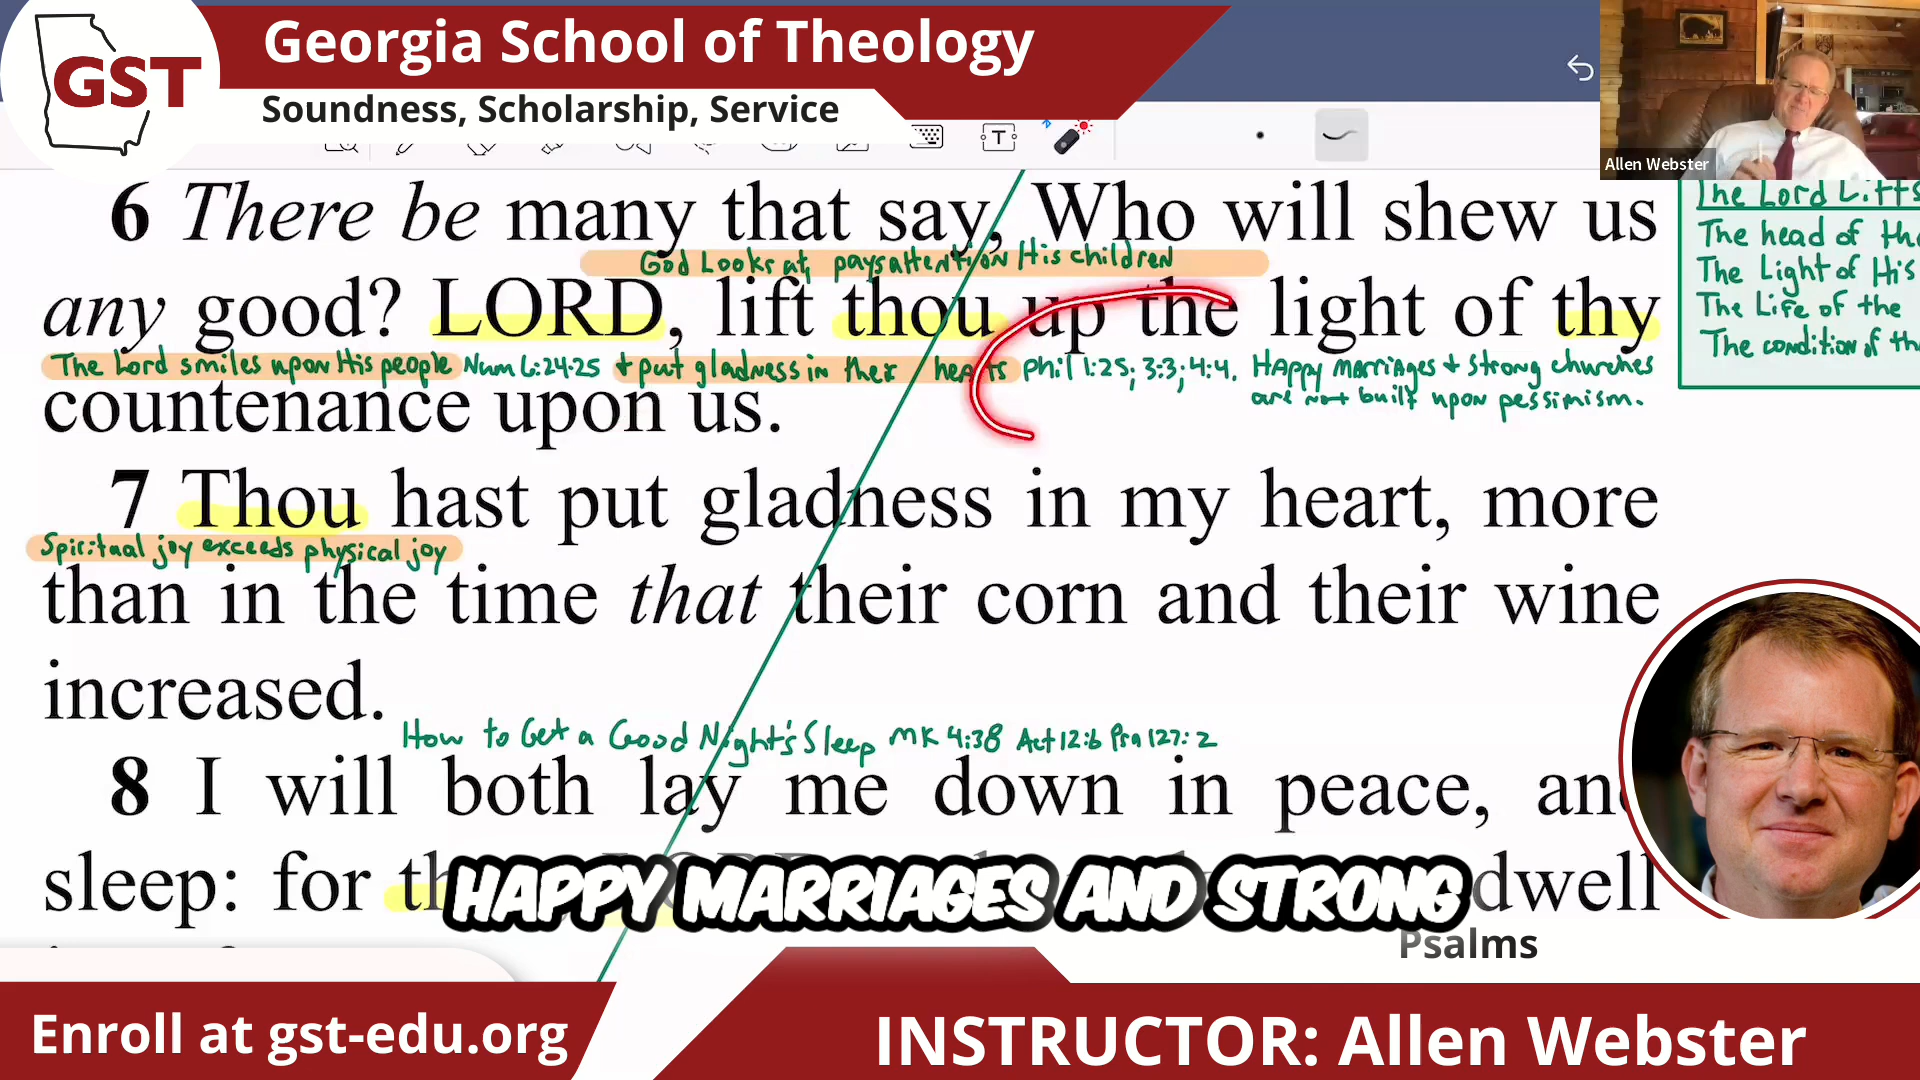 Georgia School of Theology
GST
Soundness, Scholarship, Service
T
Allen Webster
The Lord Lifts
The head of the
The Light of His
The Life of the
The condition of th
6 There be many that say, Who will shew us
God Looks at, pays attention His children
any good? LORD, lift thou up the light of thy
The Lord smiles upon His people Num 6:24-25 + put gladness in their hearts Phil 1:25; 3:3; 4:4. Happy marriages + strong churches
are not built upon pessimism.
countenance upon us.
7 Thou hast put gladness in my heart, more
Spiritual joy exceeds physical joy
than in the time that their corn and their wine
increased.
How to Get a Good Night's Sleep Mk 4:38 Act 12:6 Psa 127:2
8 I will both lay me down in peace, and
sleep: for dwell
HAPPY MARRIAGES AND STRONG
Psalms
Enroll at gst-edu.org
INSTRUCTOR: Allen Webster